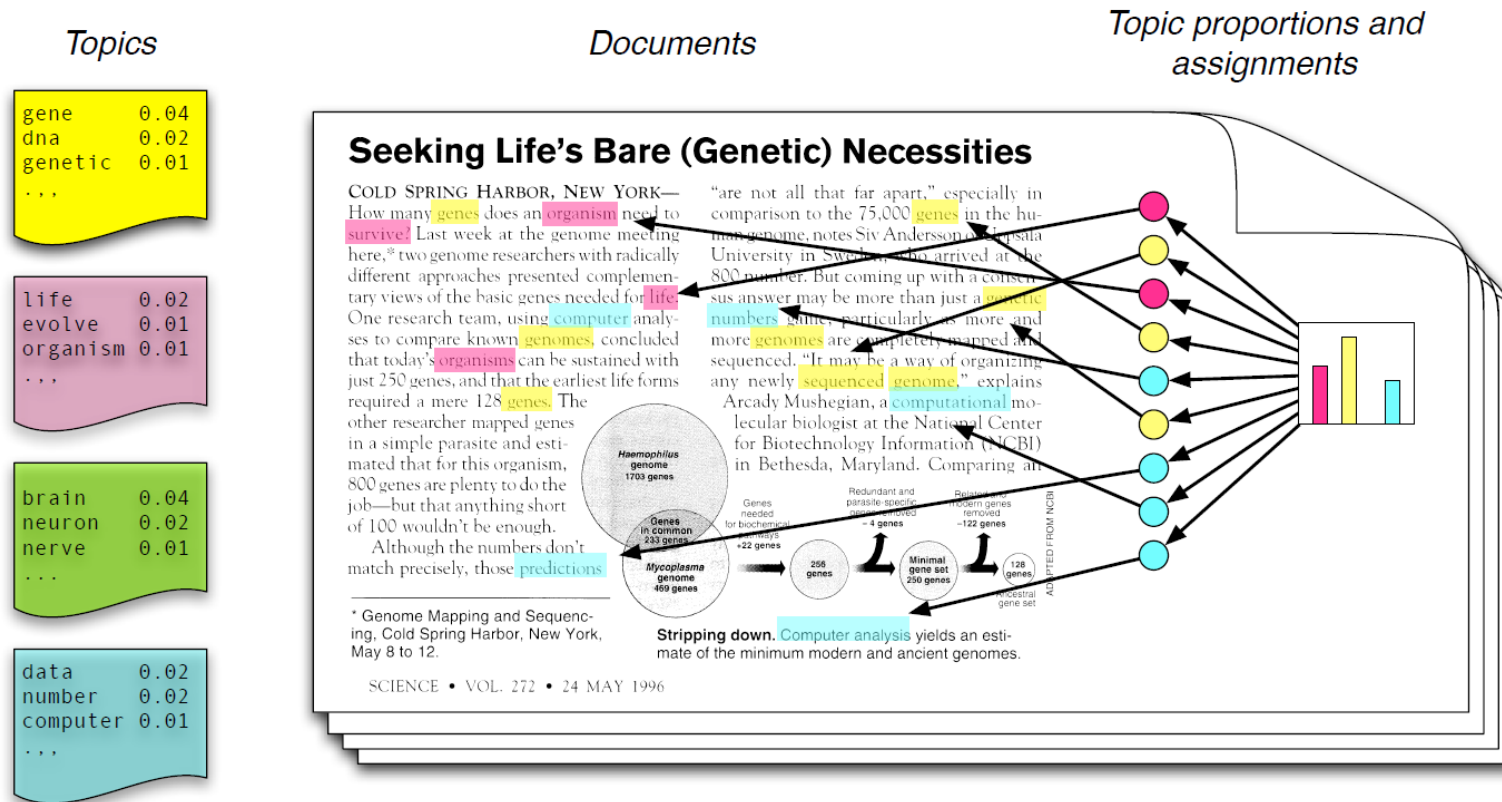 Topics
Documents
Topic proportions and
assignments
gene 0.04
dna 0.02
genetic 0.01
.,,
life 0.02
evolve 0.01
organism 0.01
.,,
brain 0.04
neuron 0.02
nerve 0.01
...
data 0.02
number 0.02
computer 0.01
.,,
Seeking Life's Bare (Genetic) Necessities
COLD SPRING HARBOR, NEW YORK—
How many genes does an organism need to
survive? Last week at the genome meeting
here,* two genome researchers with radically
different approaches presented complemen-
tary views of the basic genes needed for life.
One research team, using computer analy-
ses to compare known genomes, concluded
that today's organisms can be sustained with
just 250 genes, and that the earliest life forms
required a mere 128 genes. The
other researcher mapped genes
in a simple parasite and esti-
mated that for this organism,
800 genes are plenty to do the
job—but that anything short
of 100 wouldn't be enough.
Although the numbers don't
match precisely, those predictions
* Genome Mapping and Sequenc-
ing, Cold Spring Harbor, New York,
May 8 to 12.
"are not all that far apart," especially in
comparison to the 75,000 genes in the hu-
man genome, notes Siv Andersson of Uppsala
University in Sweden, who arrived at the
800 number. But coming up with a consen-
sus answer may be more than just a genetic
numbers game, particularly as more and
more genomes are completely mapped and
sequenced. "It may be a way of organizing
any newly sequenced genome," explains
Arcady Mushegian, a computational mo-
lecular biologist at the National Center
for Biotechnology Information (NCBI)
in Bethesda, Maryland. Comparing an
Haemophilus
genome
1703 genes
Genes
in common
233 genes
Mycoplasma
genome
469 genes
Genes
needed
for biochemical
pathways
+22 genes
256
genes
Redundant and
parasite-specific
genes removed
– 4 genes
Minimal
gene set
250 genes
Related and
modern genes
removed
–122 genes
128
genes
Ancestral
gene set
ADAPTED FROM NCBI
Stripping down. Computer analysis yields an esti-
mate of the minimum modern and ancient genomes.
SCIENCE • VOL. 272 • 24 MAY 1996